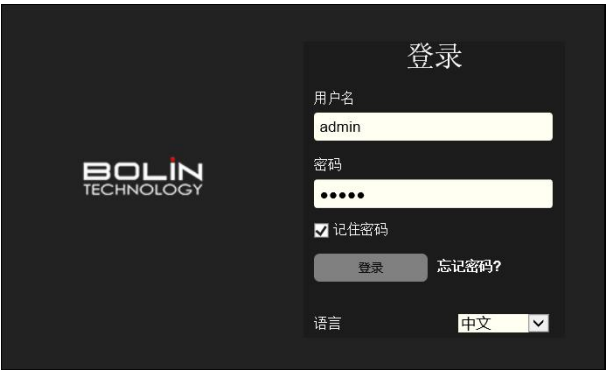 BOLIN
TECHNOLOGY
登录
用户名
admin
密码
•••••
记住密码
登录 忘记密码?
语言 中文